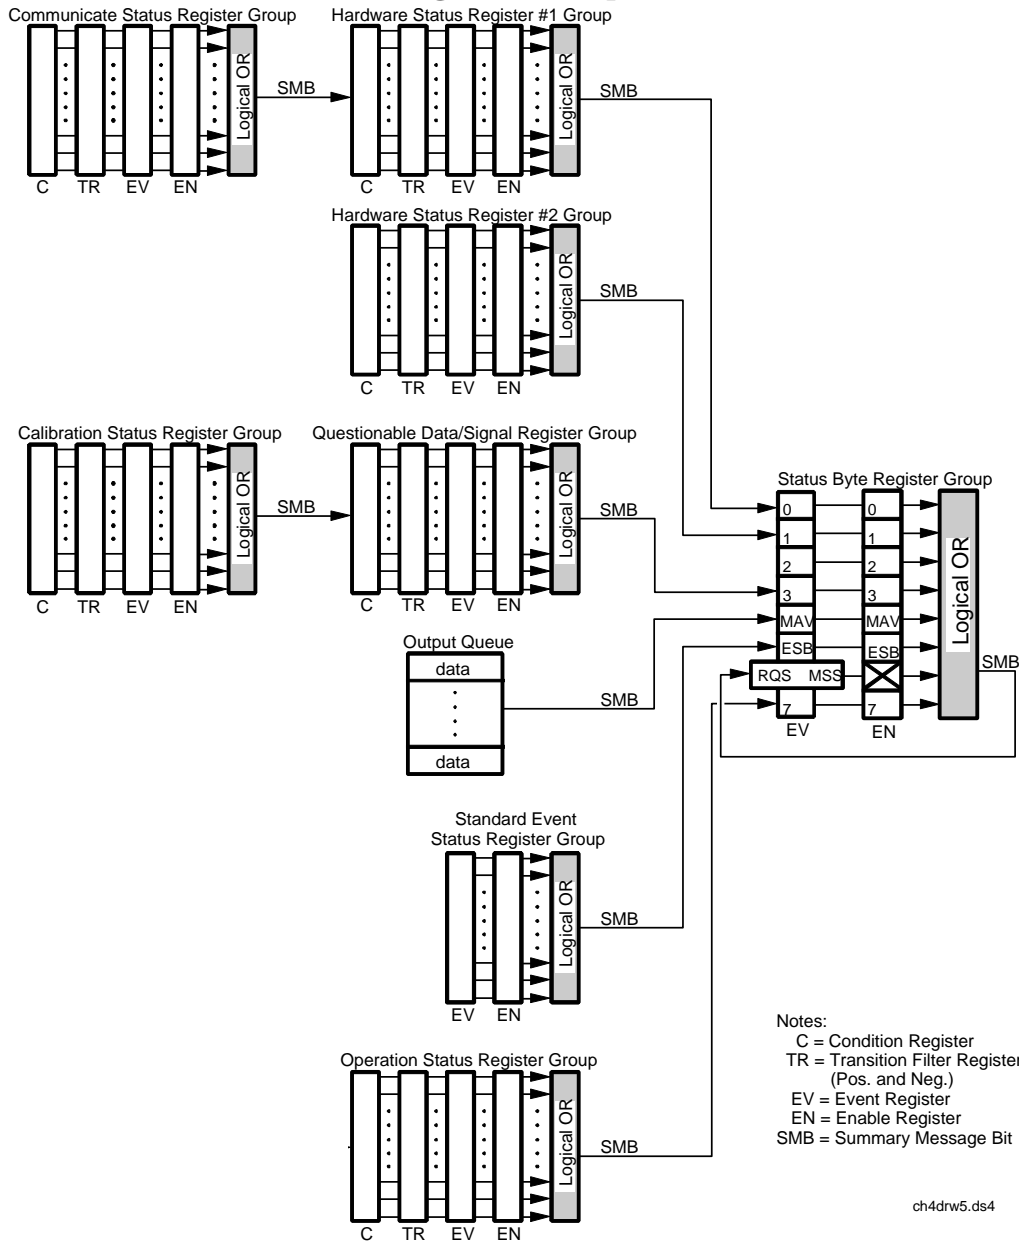 Communicate Status Register Group
Hardware Status Register #1 Group
Logical OR
SMB
Logical OR
SMB
C TR EV EN
C TR EV EN
Hardware Status Register #2 Group
Logical OR
SMB
C TR EV EN
Calibration Status Register Group
Questionable Data/Signal Register Group
Logical OR
SMB
Logical OR
SMB
C TR EV EN
C TR EV EN
Status Byte Register Group
0 0
1 1
2 2
3 3
MAV MAV
ESB ESB
RQS MSS
7 7
EV EN
Logical OR
SMB
Output Queue
data
data
SMB
Standard Event
Status Register Group
Logical OR
SMB
EV EN
Operation Status Register Group
Logical OR
SMB
C TR EV EN
Notes:
C = Condition Register
TR = Transition Filter Register
(Pos. and Neg.)
EV = Event Register
EN = Enable Register
SMB = Summary Message Bit
ch4drw5.ds4